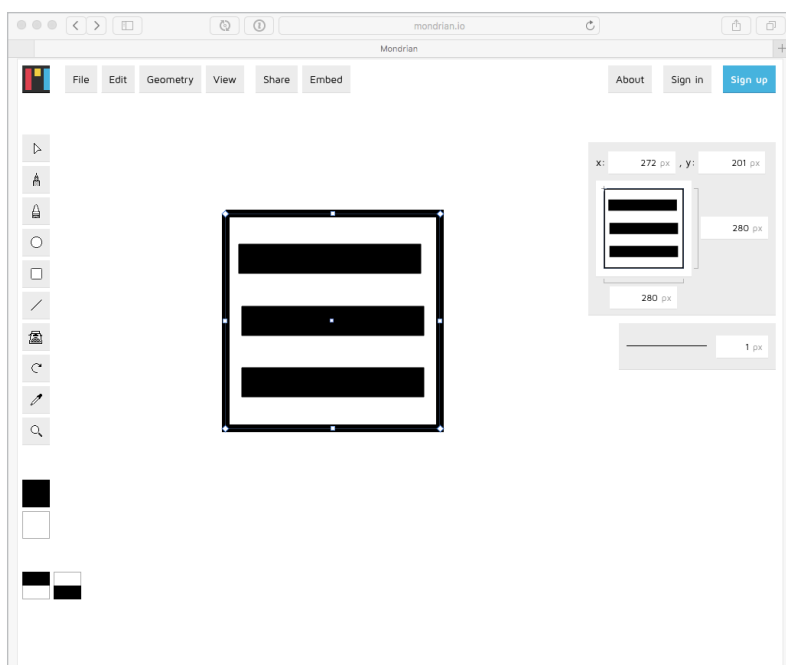 mondrian.io
Mondrian
File Edit Geometry View Share Embed About Sign in Sign up
x: 272 px , y: 201 px
280 px
280 px
1 px